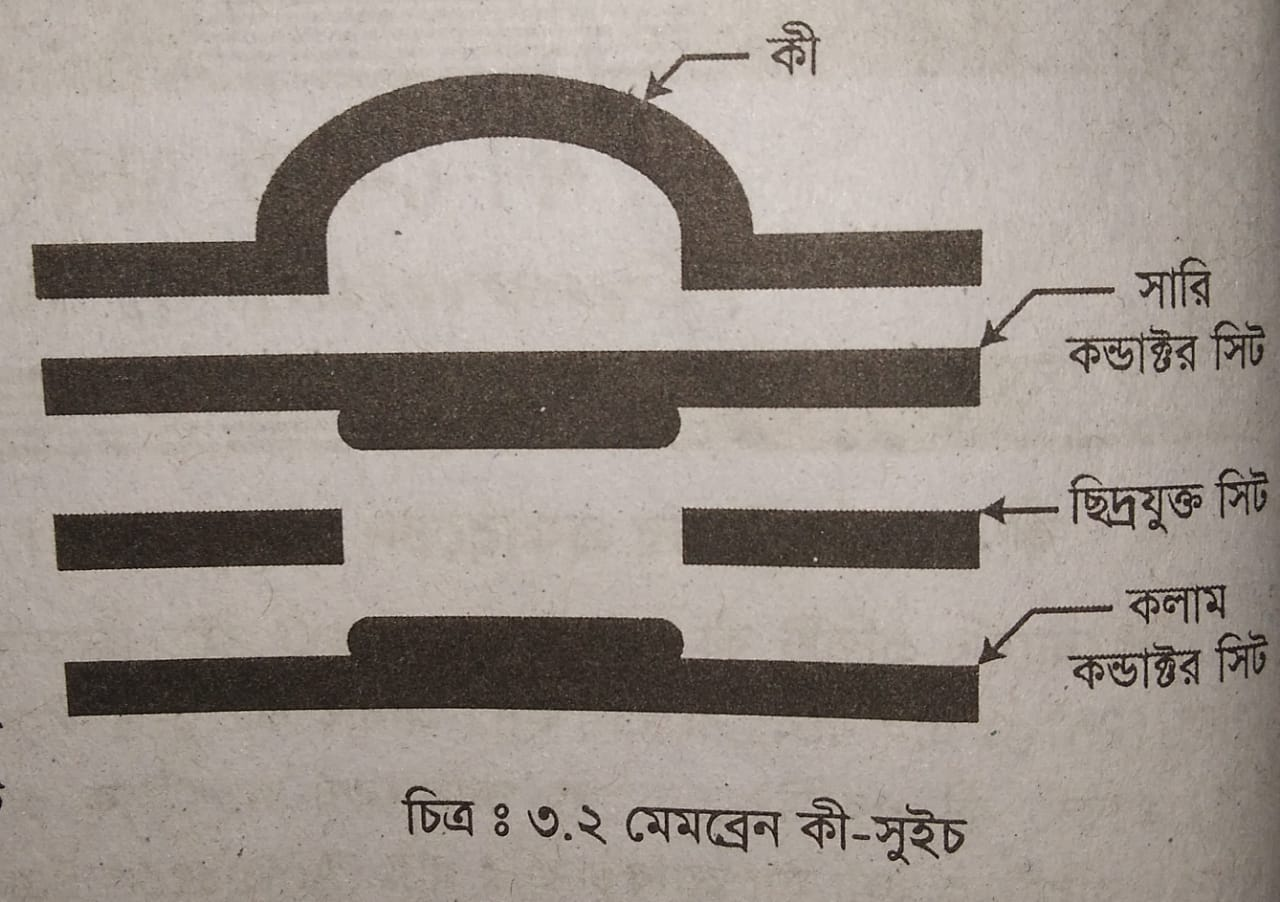 কী
সারি
কন্ডাক্টর সিট
ছিদ্রযুক্ত সিট
কলাম
কন্ডাক্টর সিট
চিত্র : ৩.২ মেমব্রেন কী-সুইচ